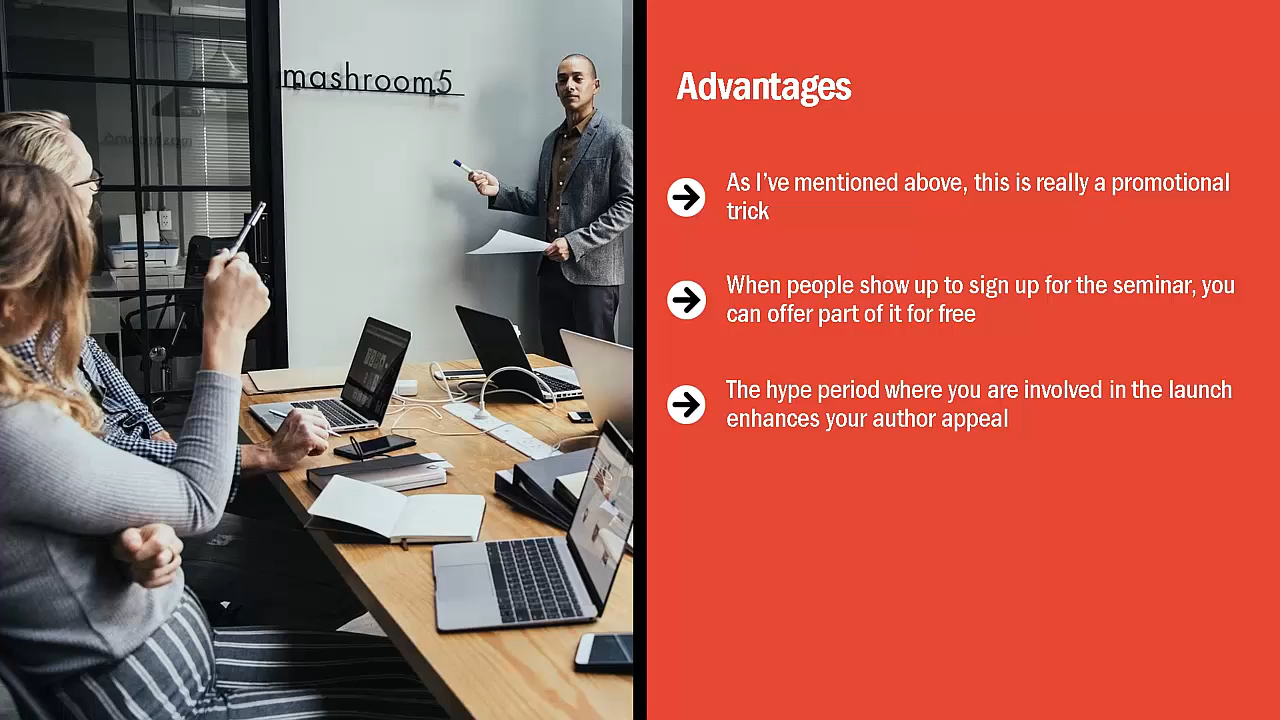 mashroom5
Advantages
As I've mentioned above, this is really a promotional
trick
When people show up to sign up for the seminar, you
can offer part of it for free
The hype period where you are involved in the launch
enhances your author appeal